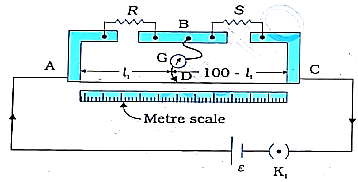 R B S
A G C
l₁ D 100 - l₁
Metre scale
ε K₁